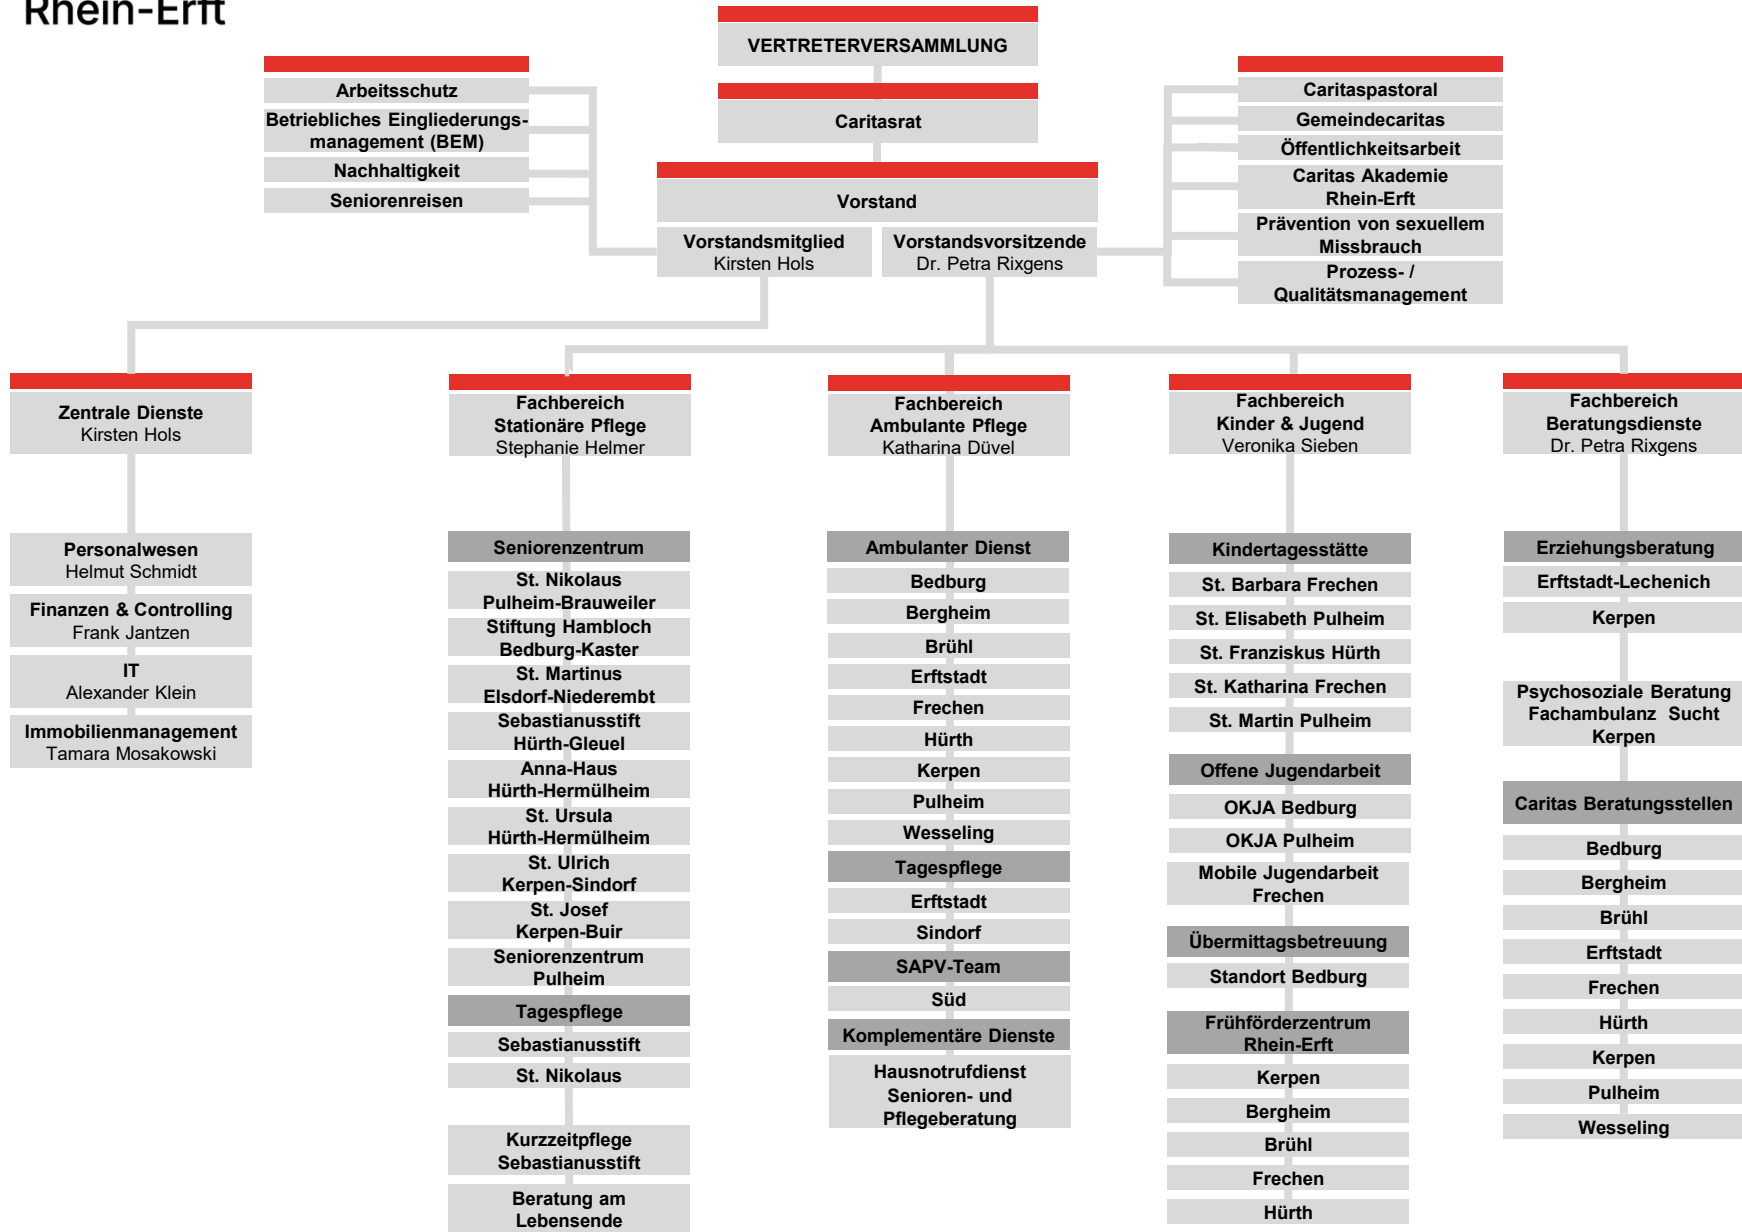 Rhein-Erft
VERTRETERVERSAMMLUNG
Caritasrat
Vorstand
Vorstandsmitglied
Kirsten Hols
Vorstandsvorsitzende
Dr. Petra Rixgens
Arbeitsschutz
Betriebliches Eingliederungs-
management (BEM)
Nachhaltigkeit
Seniorenreisen
Caritaspastoral
Gemeindecaritas
Öffentlichkeitsarbeit
Caritas Akademie
Rhein-Erft
Prävention von sexuellem
Missbrauch
Prozess- /
Qualitätsmanagement
Zentrale Dienste
Kirsten Hols
Personalwesen
Helmut Schmidt
Finanzen & Controlling
Frank Jantzen
IT
Alexander Klein
Immobilienmanagement
Tamara Mosakowski
Fachbereich
Stationäre Pflege
Stephanie Helmer
Seniorenzentrum
St. Nikolaus
Pulheim-Brauweiler
Stiftung Hambloch
Bedburg-Kaster
St. Martinus
Elsdorf-Niederembt
Sebastianusstift
Hürth-Gleuel
Anna-Haus
Hürth-Hermülheim
St. Ursula
Hürth-Hermülheim
St. Ulrich
Kerpen-Sindorf
St. Josef
Kerpen-Buir
Seniorenzentrum
Pulheim
Tagespflege
Sebastianusstift
St. Nikolaus
Kurzzeitpflege
Sebastianusstift
Beratung am
Lebensende
Fachbereich
Ambulante Pflege
Katharina Düvel
Ambulanter Dienst
Bedburg
Bergheim
Brühl
Erftstadt
Frechen
Hürth
Kerpen
Pulheim
Wesseling
Tagespflege
Erftstadt
Sindorf
SAPV-Team
Süd
Komplementäre Dienste
Hausnotrufdienst
Senioren- und
Pflegeberatung
Fachbereich
Kinder & Jugend
Veronika Sieben
Kindertagesstätte
St. Barbara Frechen
St. Elisabeth Pulheim
St. Franziskus Hürth
St. Katharina Frechen
St. Martin Pulheim
Offene Jugendarbeit
OKJA Bedburg
OKJA Pulheim
Mobile Jugendarbeit
Frechen
Übermittagsbetreuung
Standort Bedburg
Frühförderzentrum
Rhein-Erft
Kerpen
Bergheim
Brühl
Frechen
Hürth
Fachbereich
Beratungsdienste
Dr. Petra Rixgens
Erziehungsberatung
Erftstadt-Lechenich
Kerpen
Psychosoziale Beratung
Fachambulanz Sucht
Kerpen
Caritas Beratungsstellen
Bedburg
Bergheim
Brühl
Erftstadt
Frechen
Hürth
Kerpen
Pulheim
Wesseling